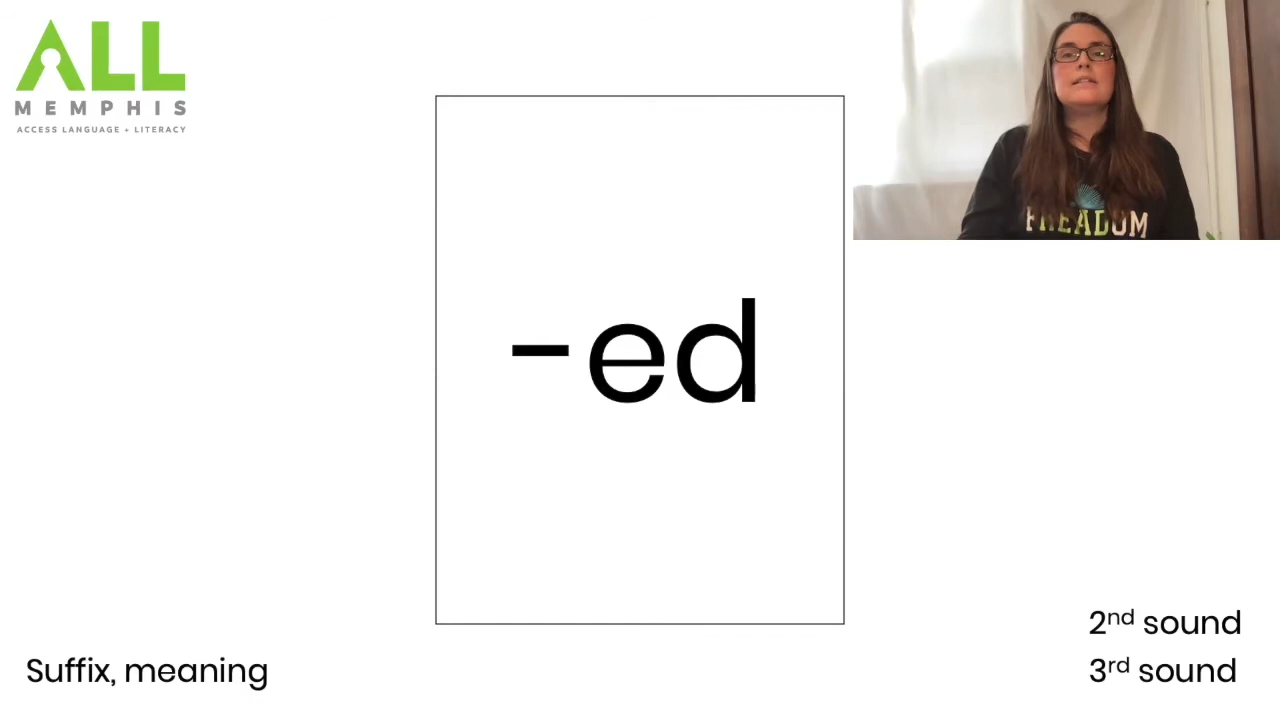 ALL
MEMPHIS
ACCESS LANGUAGE + LITERACY
FREADOM
-ed
2nd sound
Suffix, meaning
3rd sound